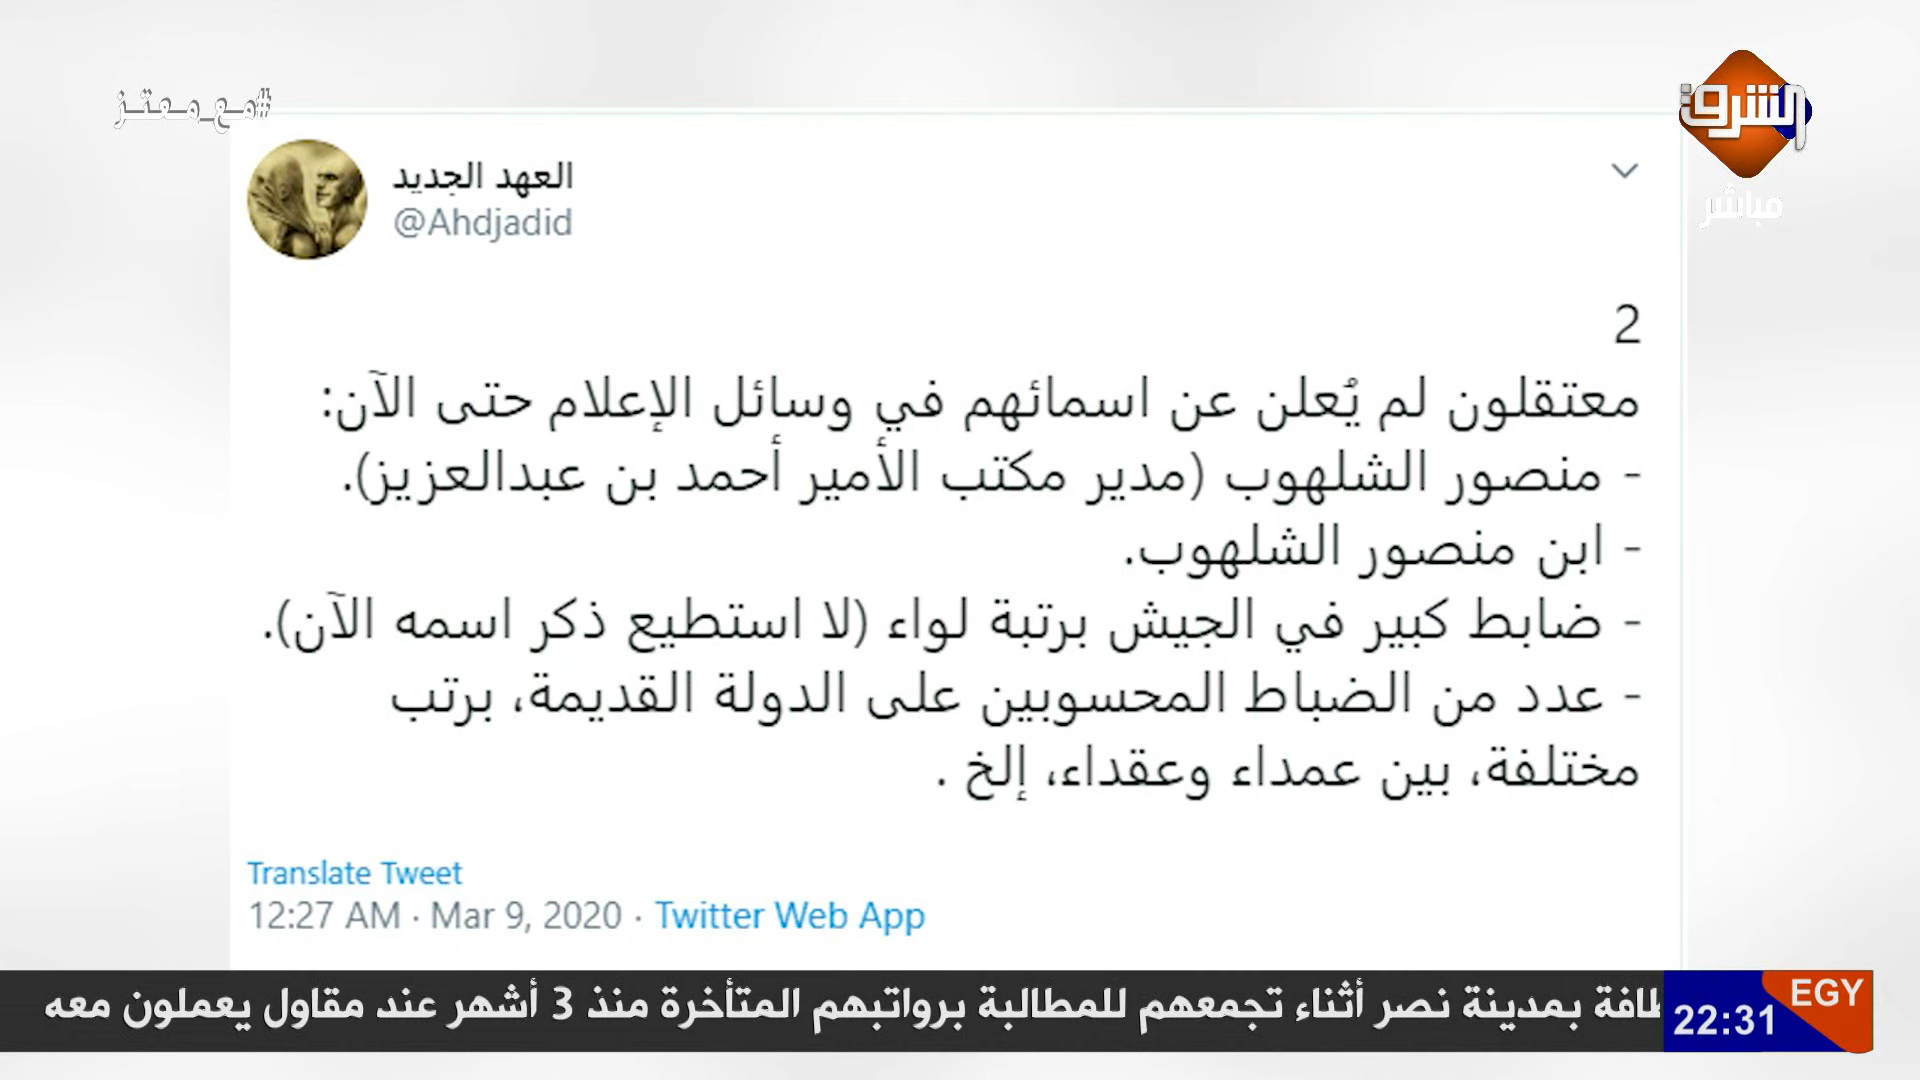 #مع_معتز
الشرق
مباشر
العهد الجديد
@Ahdjadid
2
معتقلون لم يُعلن عن اسمائهم في وسائل الإعلام حتى الآن:
- منصور الشلهوب (مدير مكتب الأمير أحمد بن عبدالعزيز).
- ابن منصور الشلهوب.
- ضابط كبير في الجيش برتبة لواء (لا استطيع ذكر اسمه الآن).
- عدد من الضباط المحسوبين على الدولة القديمة، برتب
مختلفة، بين عمداء وعقداء، إلخ .
Translate Tweet
12:27 AM · Mar 9, 2020 · Twitter Web App
بمدينة نصر أثناء تجمعهم للمطالبة برواتبهم المتأخرة منذ 3 أشهر عند مقاول يعملون معه
EGY
22:31